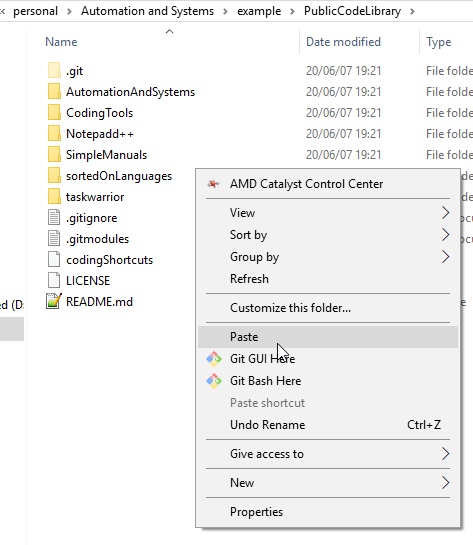 personal > Automation and Systems > example > PublicCodeLibrary >
Name Date modified Type
.git 20/06/07 19:21 File folde
AutomationAndSystems 20/06/07 19:21 File folde
CodingTools 20/06/07 19:21 File folde
Notepad++ 20/06/07 19:21 File folde
SimpleManuals 20/06/07 19:21 File folde
sortedOnLanguages
taskwarrior
.gitignore
.gitmodules
codingShortcuts
LICENSE
ed (D:
README.md
AMD Catalyst Control Center
View
Sort by
Group by
Refresh
Customize this folder...
Paste
Git GUI Here
Git Bash Here
Paste shortcut
Undo Rename Ctrl+Z
Give access to
New
Properties